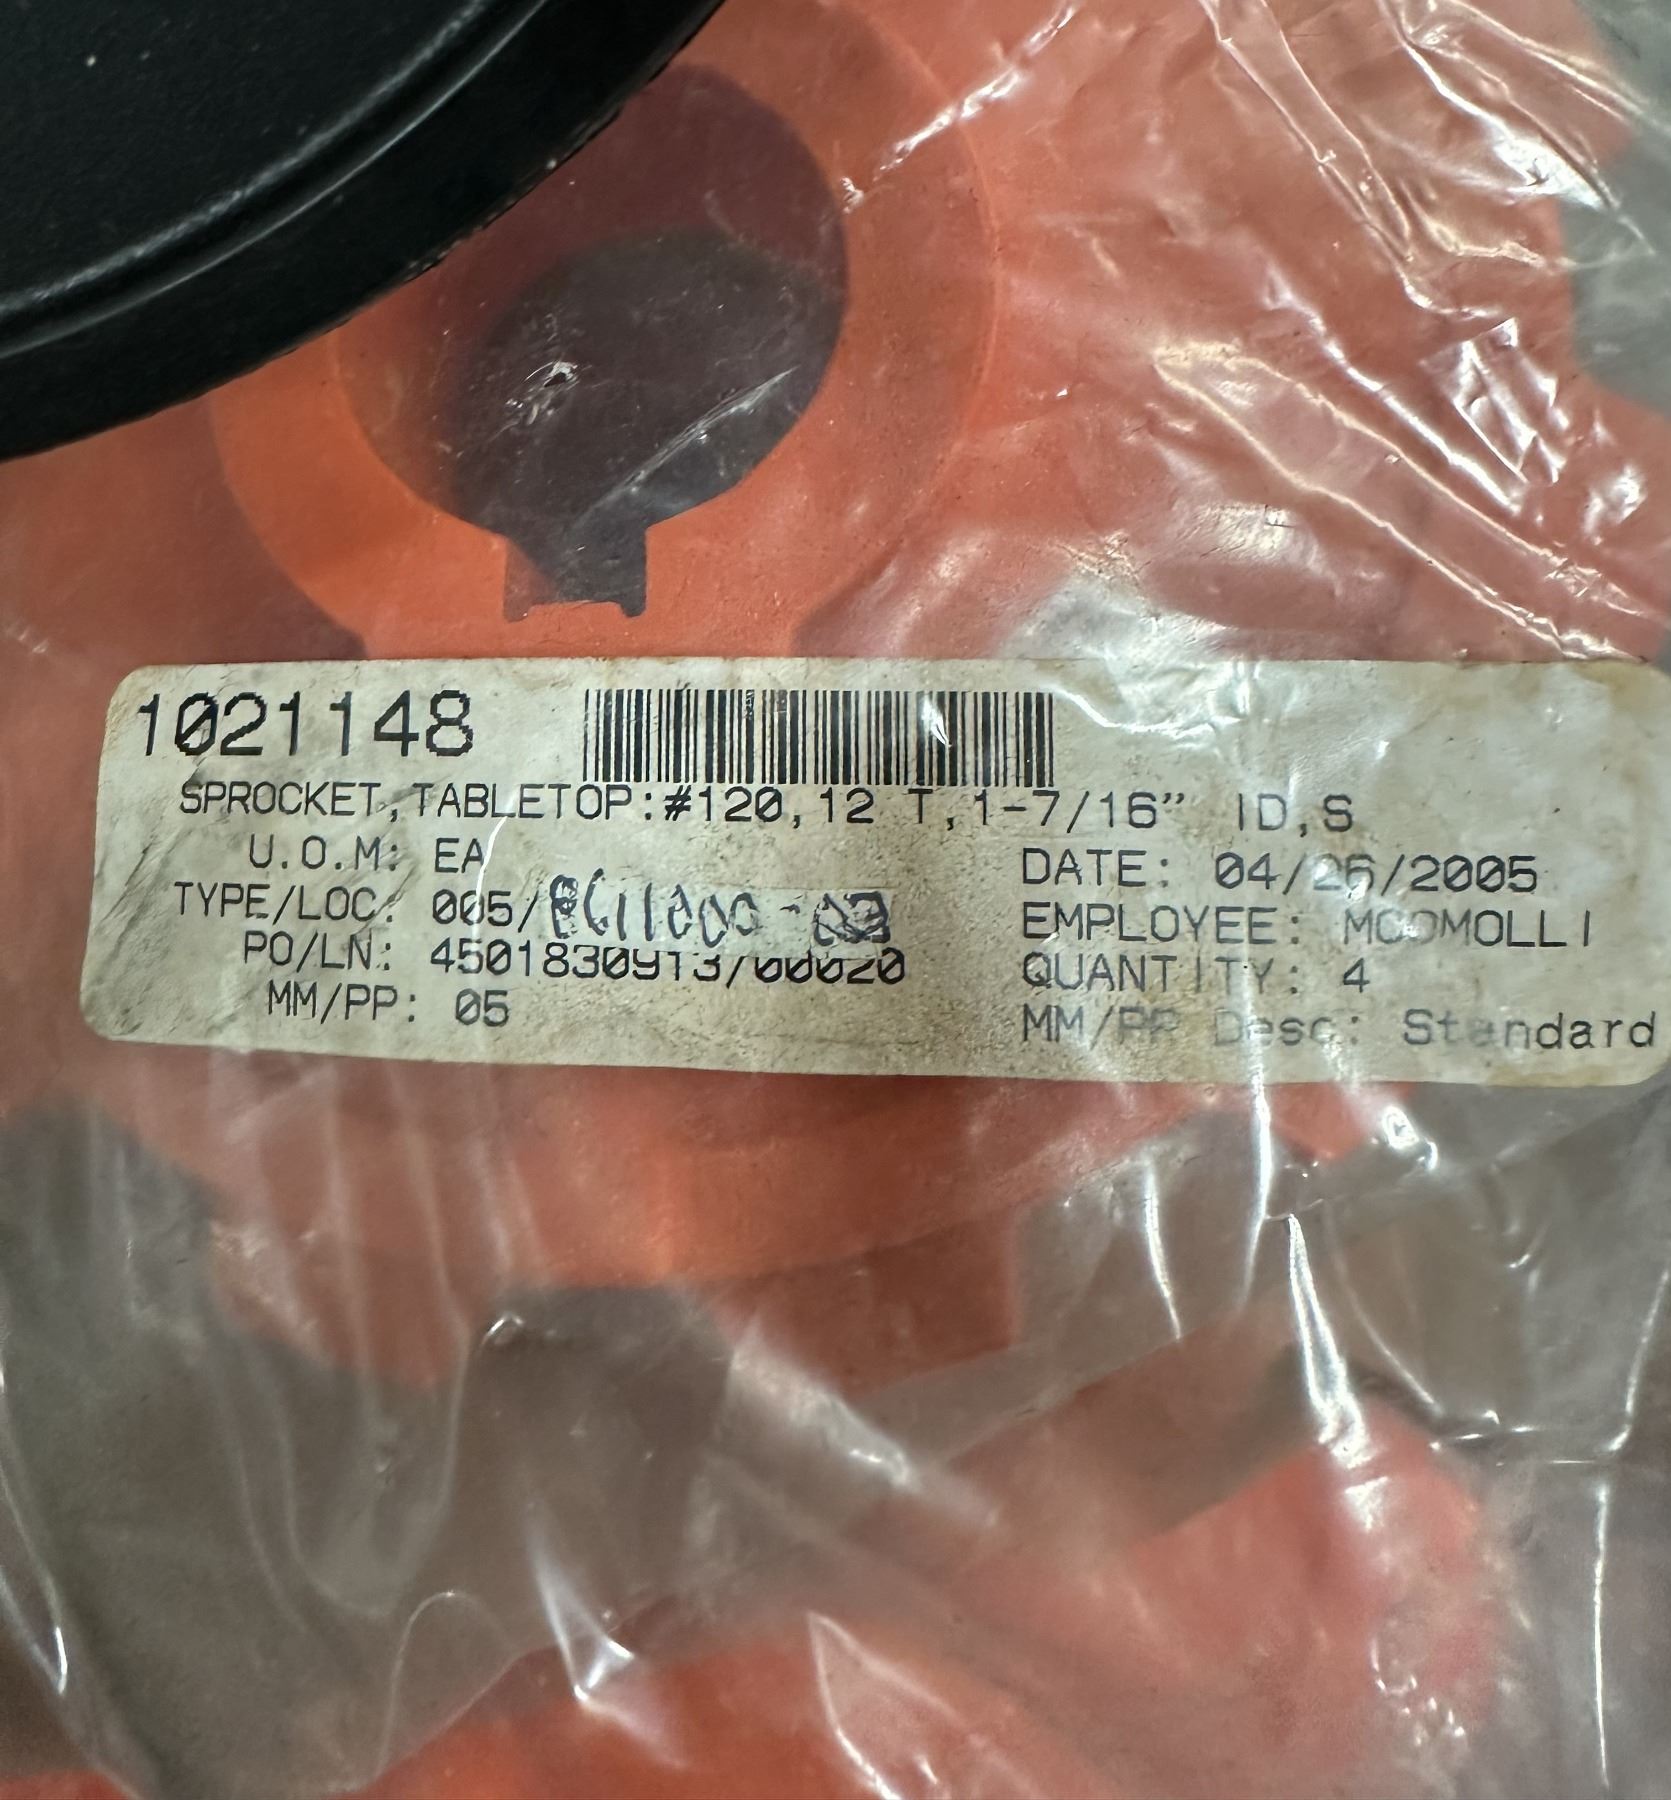 1021148
SPROCKET,TABLETOP:#120,12 T,1-7/16” ID,S
U.O.M: EA
DATE: 04/26/2005
TYPE/LOC: 005/
EMPLOYEE:
PO/LN: 4501830913/00020
QUANTITY: 4
MM/PP: 05
MM/PP Desc: Standard